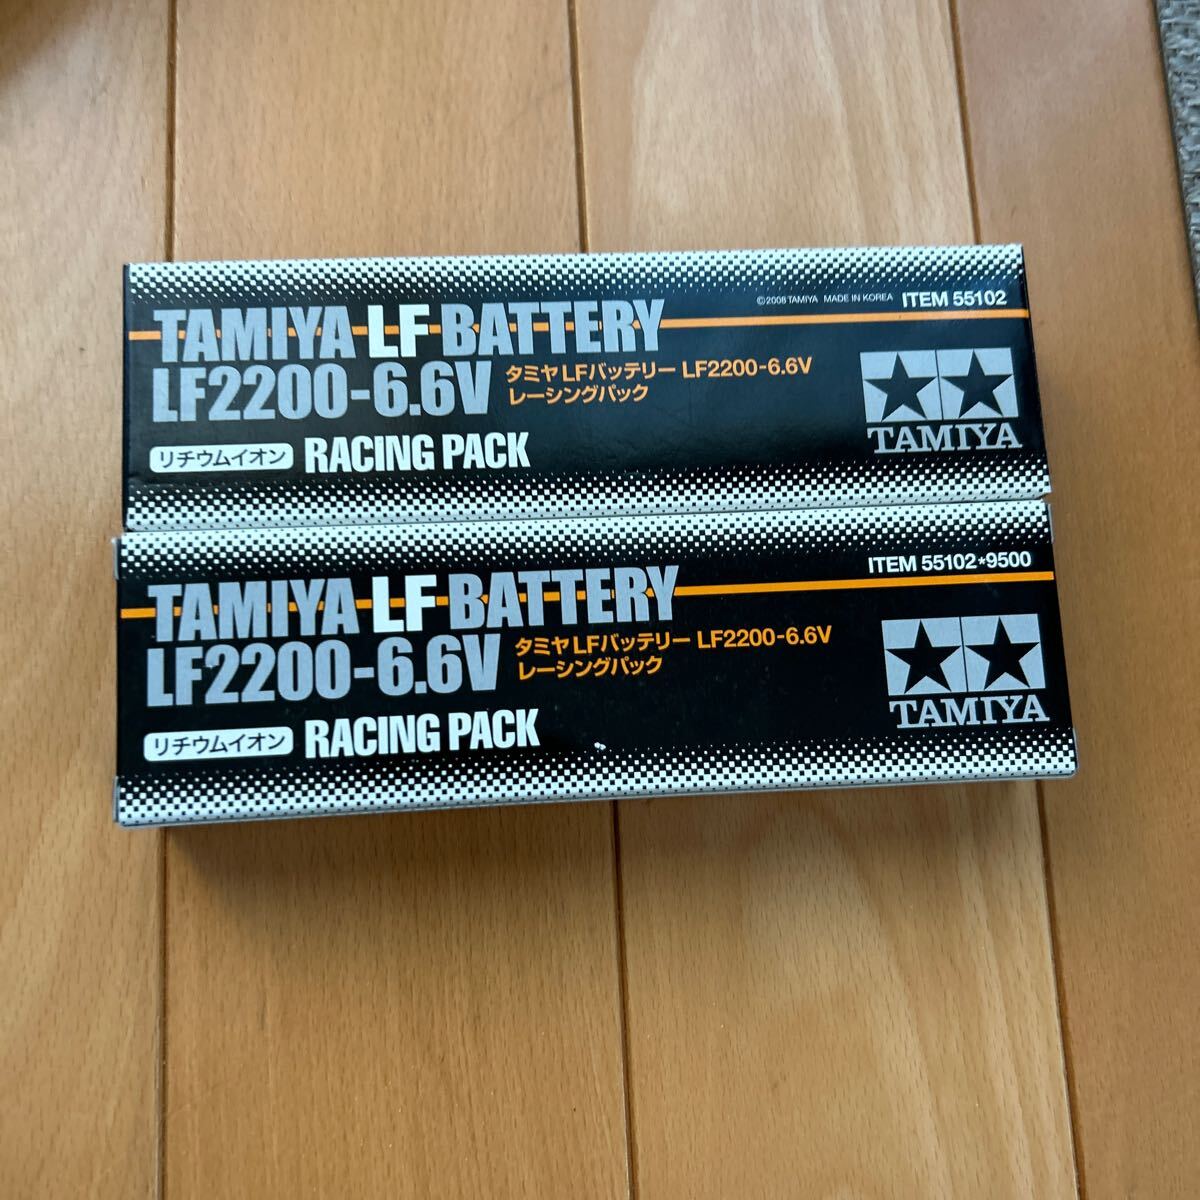 ©2008 TAMIYA MADE IN KOREA ITEM 55102
TAMIYA LF BATTERY
LF2200-6.6V
タミヤLFバッテリー LF2200-6.6V
レーシングパック
リチウムイオン RACING PACK
TAMIYA
ITEM 55102*9500
TAMIYA LF BATTERY
LF2200-6.6V
タミヤLFバッテリー LF2200-6.6V
レーシングパック
リチウムイオン RACING PACK
TAMIYA